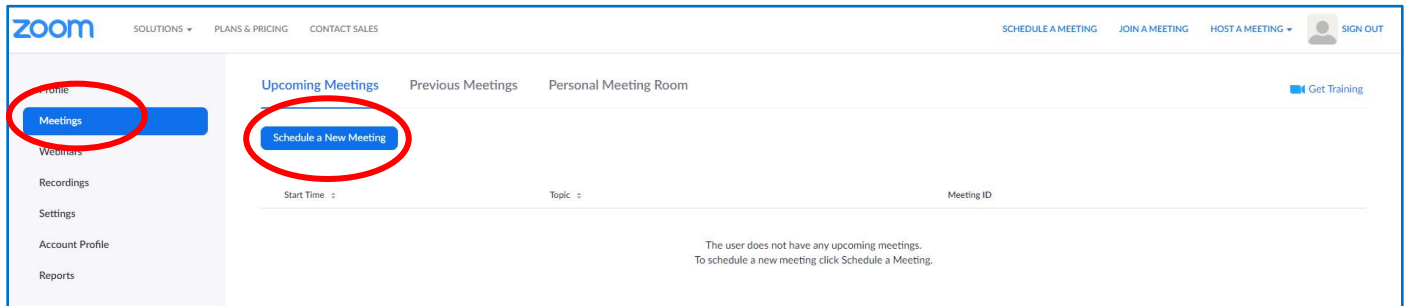 zoom SOLUTIONS PLANS & PRICING CONTACT SALES SCHEDULE A MEETING JOIN A MEETING HOST A MEETING SIGN OUT
Profile
Meetings
Webinars
Recordings
Settings
Account Profile
Reports
Upcoming Meetings Previous Meetings Personal Meeting Room
Get Training
Schedule a New Meeting
Start Time Topic Meeting ID
The user does not have any upcoming meetings.
To schedule a new meeting click Schedule a Meeting.